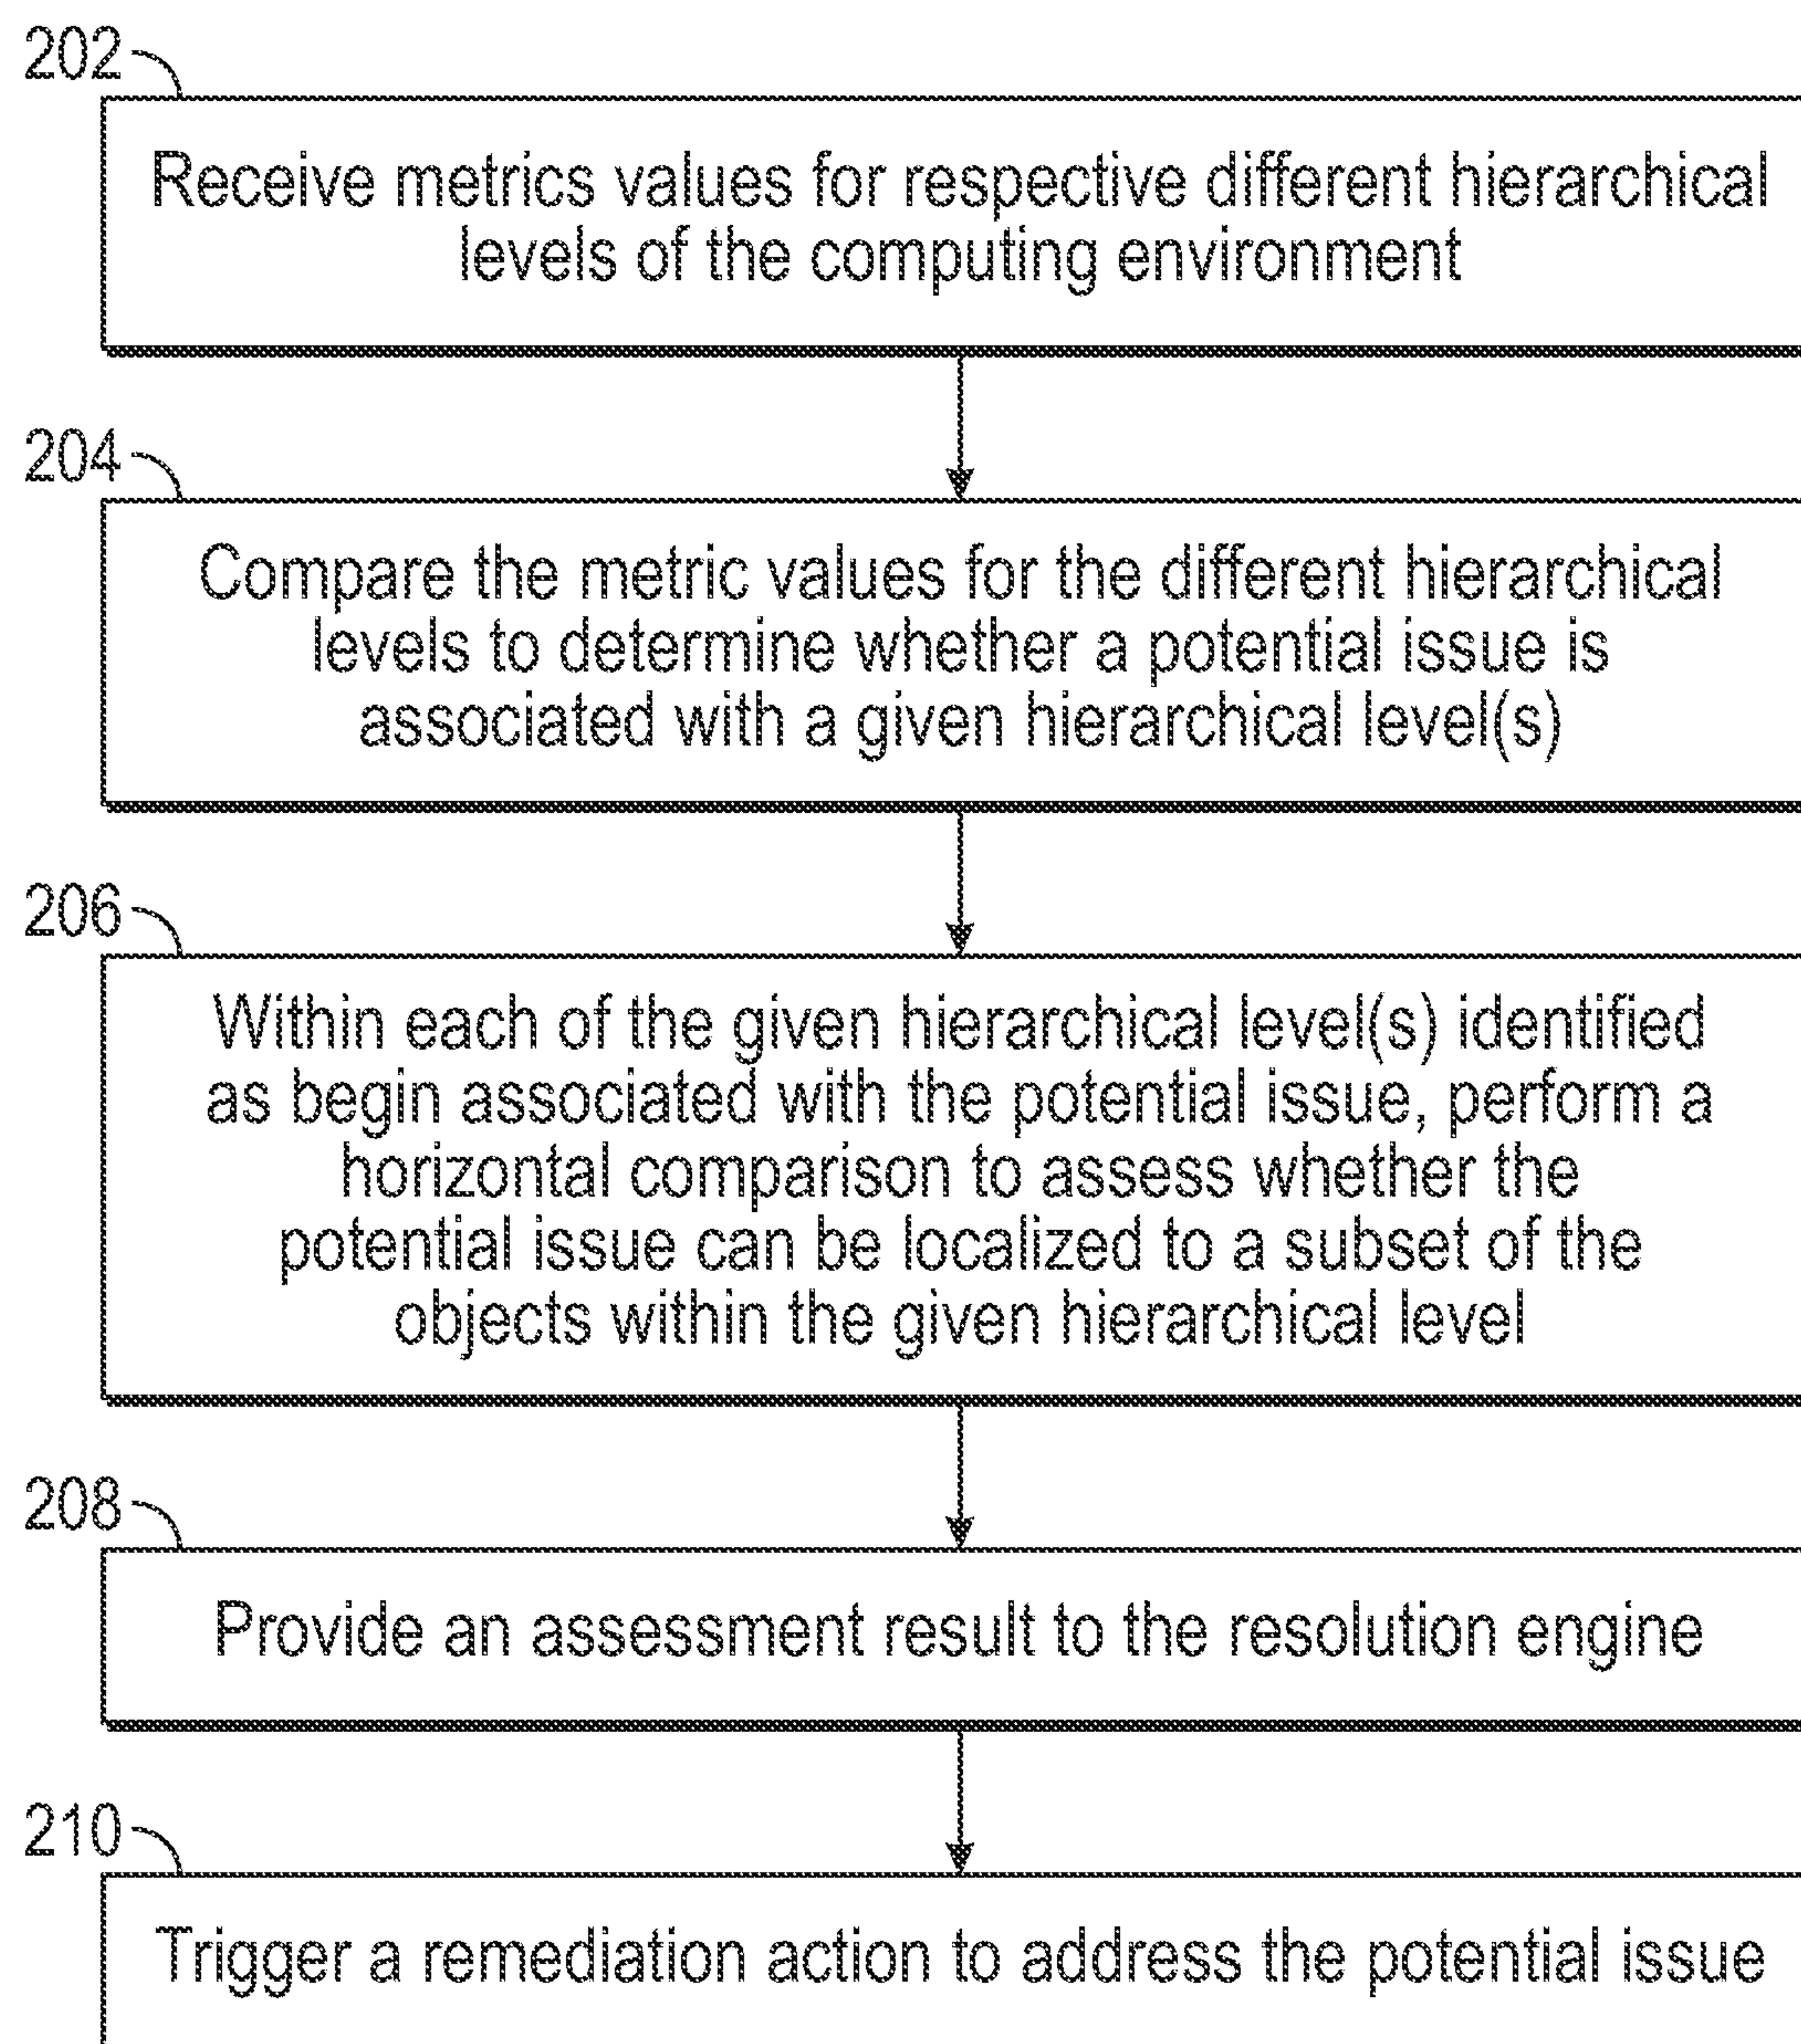 202
Receive metrics values for respective different hierarchical
levels of the computing environment
204
Compare the metric values for the different hierarchical
levels to determine whether a potential issue is
associated with a given hierarchical level(s)
206
Within each of the given hierarchical level(s) identified
as begin associated with the potential issue, perform a
horizontal comparison to assess whether the
potential issue can be localized to a subset of the
objects within the given hierarchical level
208
Provide an assessment result to the resolution engine
210
Trigger a remediation action to address the potential issue